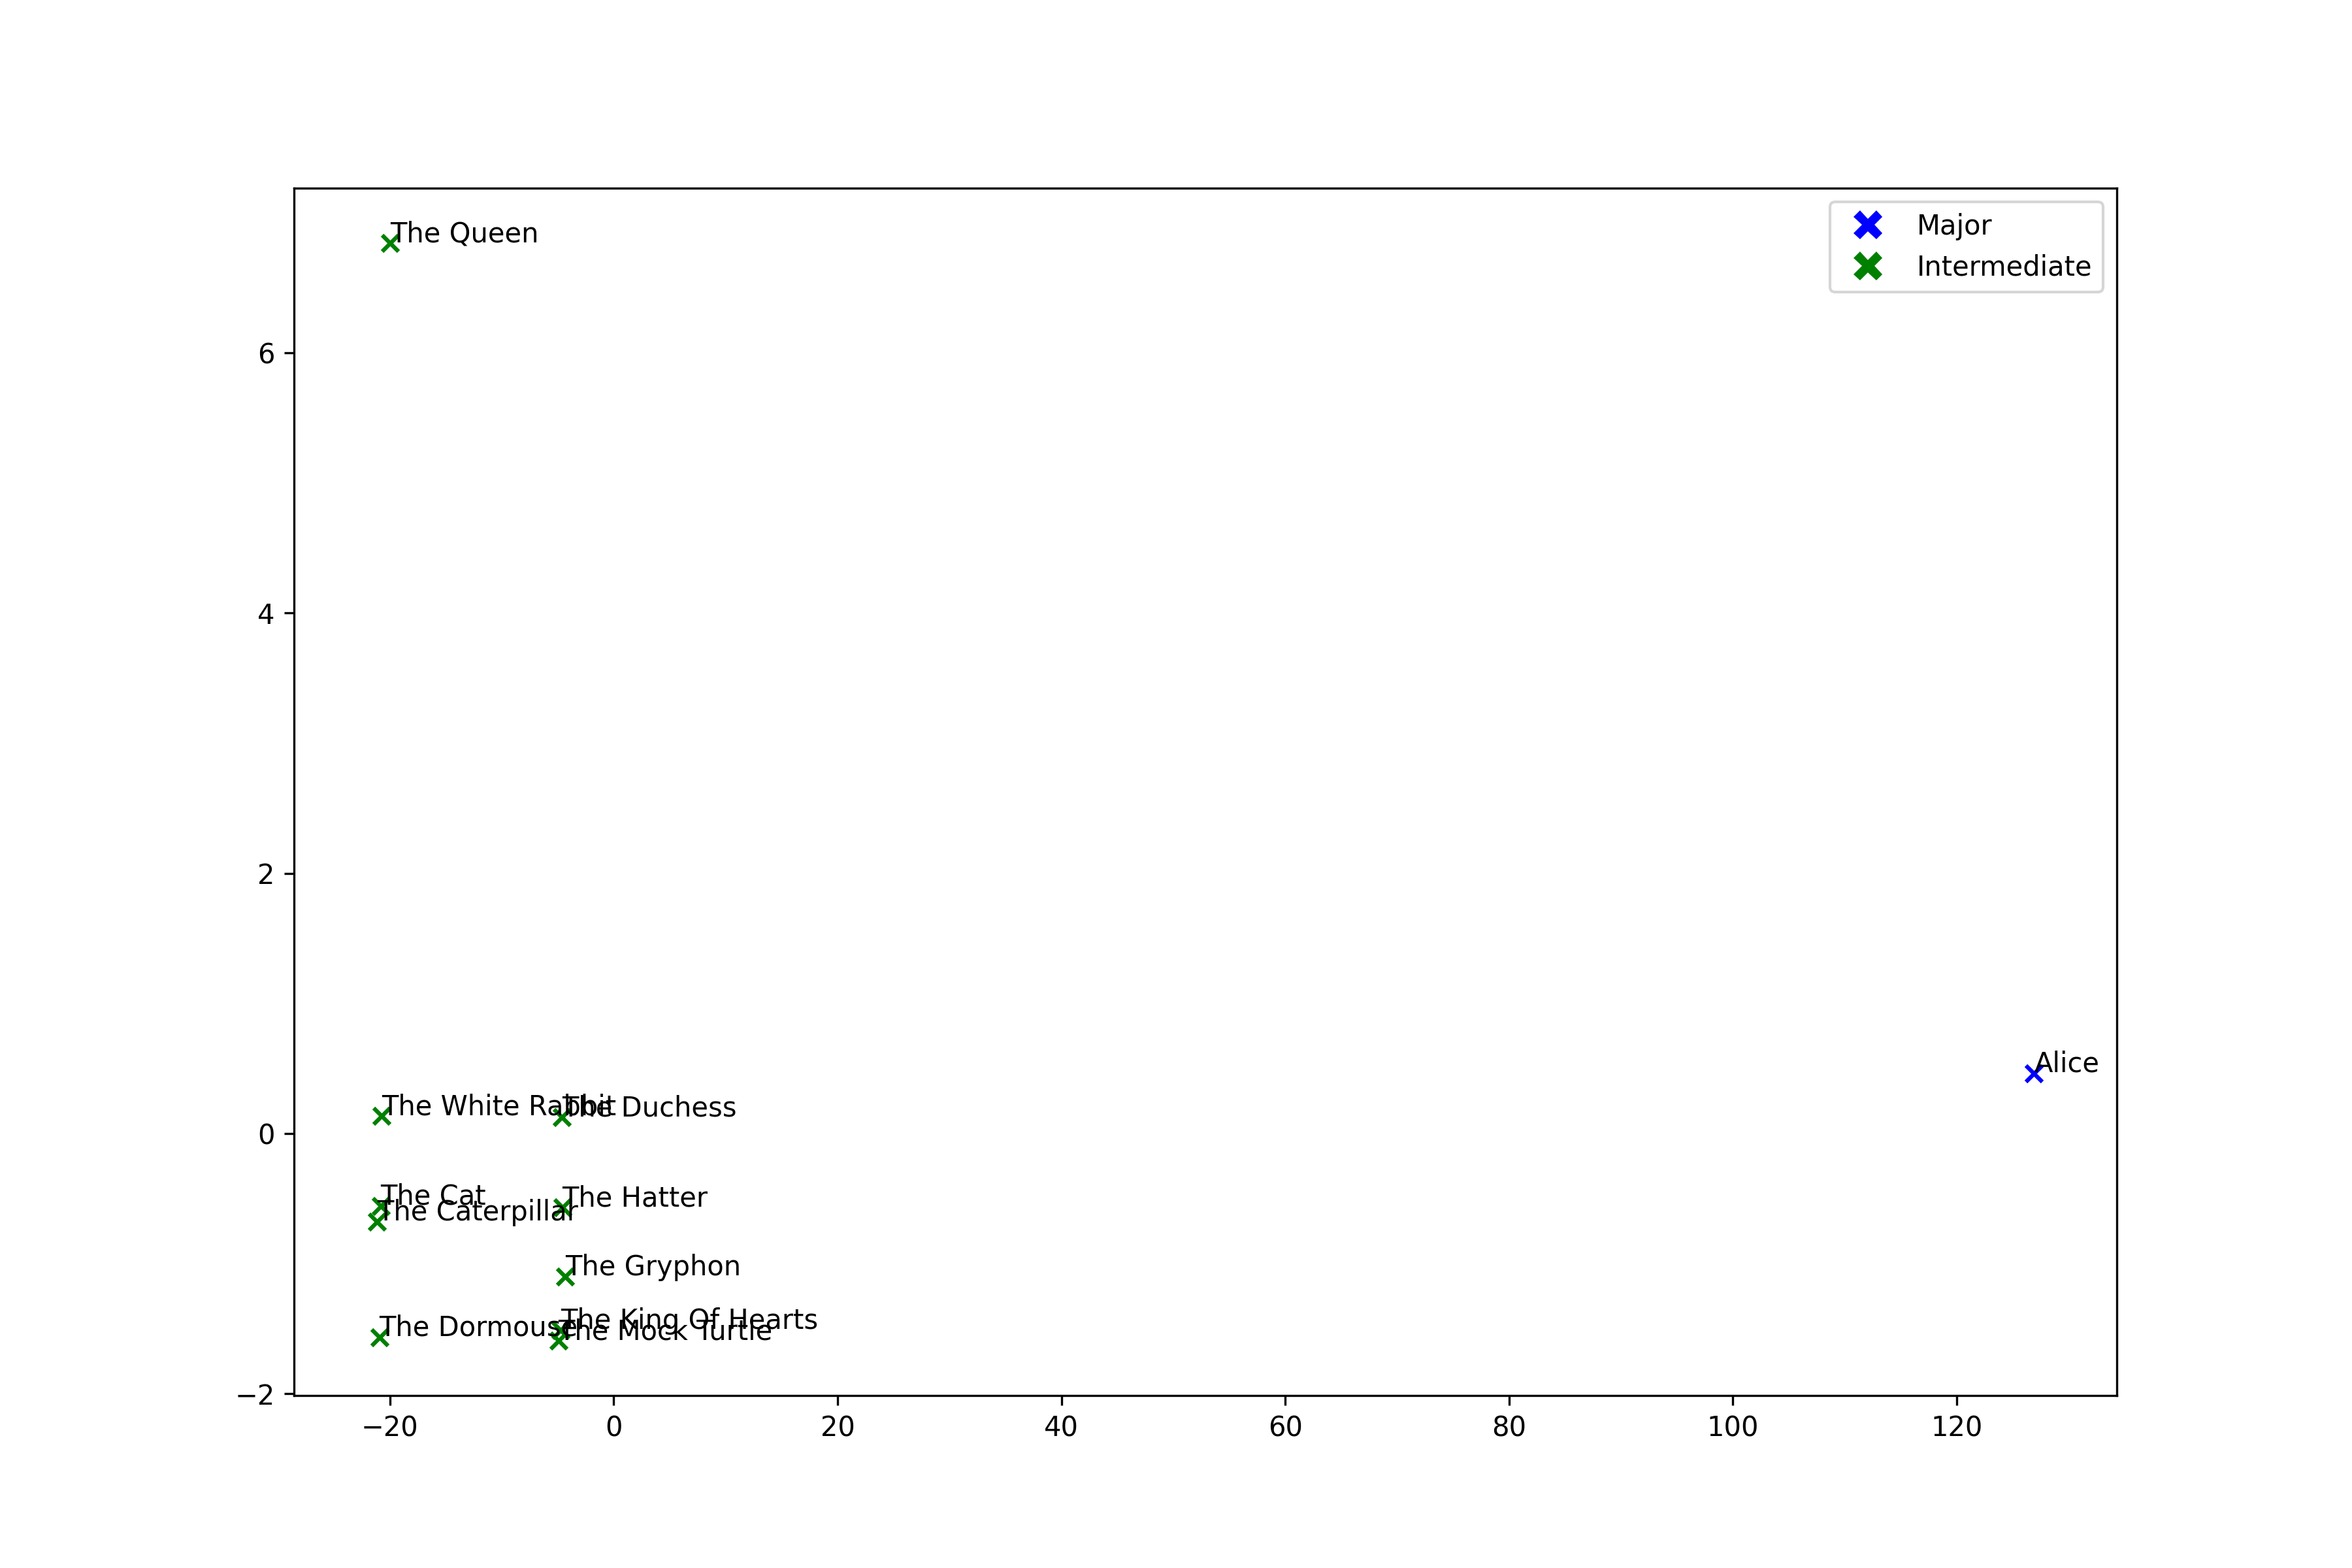 The Queen
Major
Intermediate
6
4
2
Alice
The White Rabbit
The Duchess
0
The Cat
The Hatter
The Caterpillar
The Gryphon
The King Of Hearts
The Dormouse
The Mock Turtle
−2
−20 0 20 40 60 80 100 120